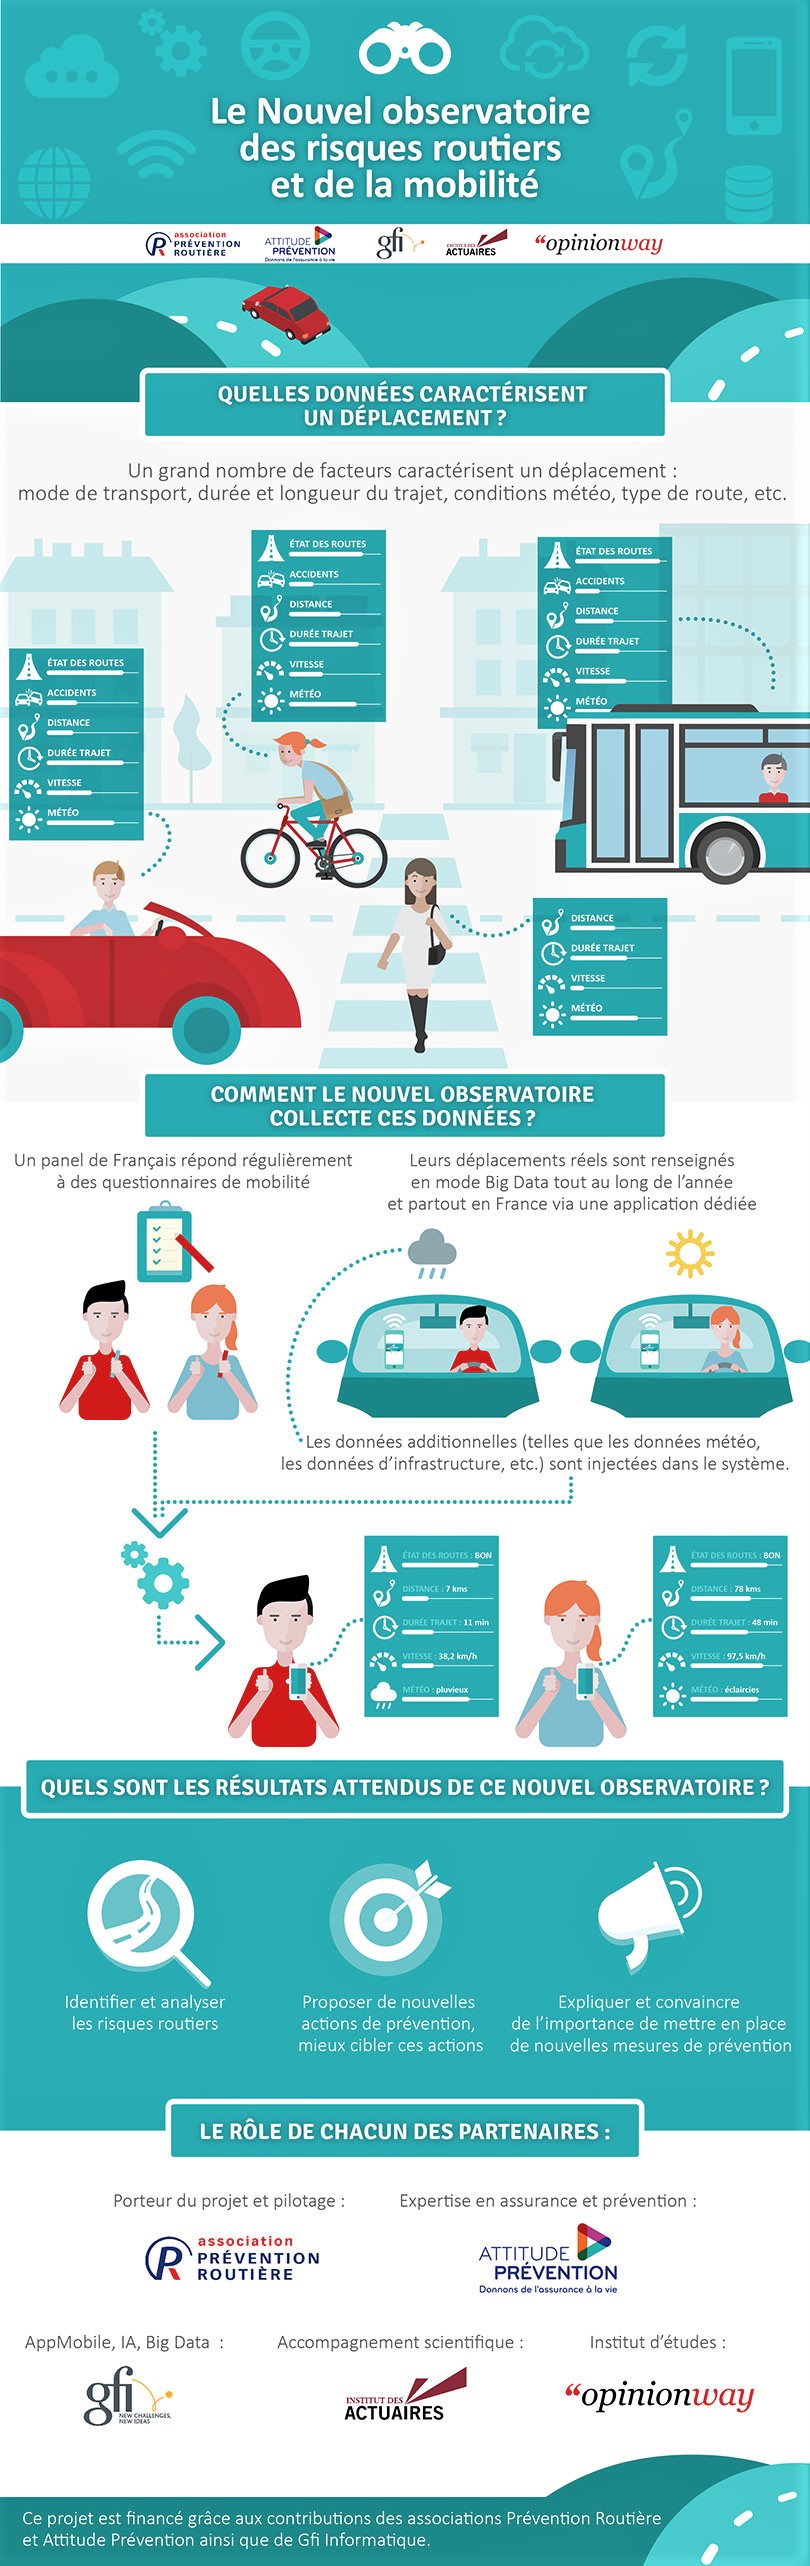 Le Nouvel observatoire
des risques routiers
et de la mobilité
association
PRÉVENTION
ROUTIÈRE
ATTITUDE
PRÉVENTION
Donnons de l'assurance à la vie
gfi
INSTITUT DES
ACTUAIRES
“opinionway
QUELLES DONNÉES CARACTÉRISENT
UN DÉPLACEMENT ?
Un grand nombre de facteurs caractérisent un déplacement :
mode de transport, durée et longueur du trajet, conditions météo, type de route, etc.
ÉTAT DES ROUTES
ACCIDENTS
DISTANCE
DURÉE TRAJET
VITESSE
MÉTÉO
ÉTAT DES ROUTES
ACCIDENTS
DISTANCE
DURÉE TRAJET
VITESSE
MÉTÉO
ÉTAT DES ROUTES
ACCIDENTS
DISTANCE
DURÉE TRAJET
VITESSE
MÉTÉO
DISTANCE
DURÉE TRAJET
VITESSE
MÉTÉO
COMMENT LE NOUVEL OBSERVATOIRE
COLLECTE CES DONNÉES ?
Un panel de Français répond régulièrement
à des questionnaires de mobilité
Leurs déplacements réels sont renseignés
en mode Big Data tout au long de l'année
et partout en France via une application dédiée
Les données additionnelles (telles que les données météo,
les données d'infrastructure, etc.) sont injectées dans le système.
ÉTAT DES ROUTES : BON
DISTANCE : 7 kms
DURÉE TRAJET : 11 min
VITESSE : 38,2 km/h
MÉTÉO : pluvieux
ÉTAT DES ROUTES : BON
DISTANCE : 78 kms
DURÉE TRAJET : 48 min
VITESSE : 97,5 km/h
MÉTÉO : éclaircies
QUELS SONT LES RÉSULTATS ATTENDUS DE CE NOUVEL OBSERVATOIRE ?
Identifier et analyser
les risques routiers
Proposer de nouvelles
actions de prévention,
mieux cibler ces actions
Expliquer et convaincre
de l'importance de mettre en place
de nouvelles mesures de prévention
LE RÔLE DE CHACUN DES PARTENAIRES :
Porteur du projet et pilotage :
association
PRÉVENTION
ROUTIÈRE
Expertise en assurance et prévention :
ATTITUDE
PRÉVENTION
Donnons de l'assurance à la vie
AppMobile, IA, Big Data :
gfi
NEW CHALLENGES,
NEW IDEAS
Accompagnement scientifique :
INSTITUT DES
ACTUAIRES
Institut d'études :
“opinionway
Ce projet est financé grâce aux contributions des associations Prévention Routière
et Attitude Prévention ainsi que de Gfi Informatique.